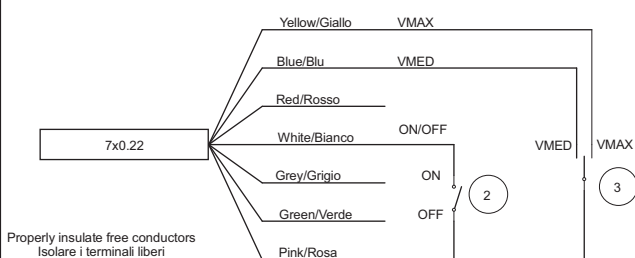 Yellow/Giallo VMAX
Blue/Blu VMED
Red/Rosso
White/Bianco ON/OFF
7x0.22
VMED VMAX
Grey/Grigio ON
2
3
Green/Verde OFF
Properly insulate free conductors
Isolare i terminali liberi
Pink/Rosa